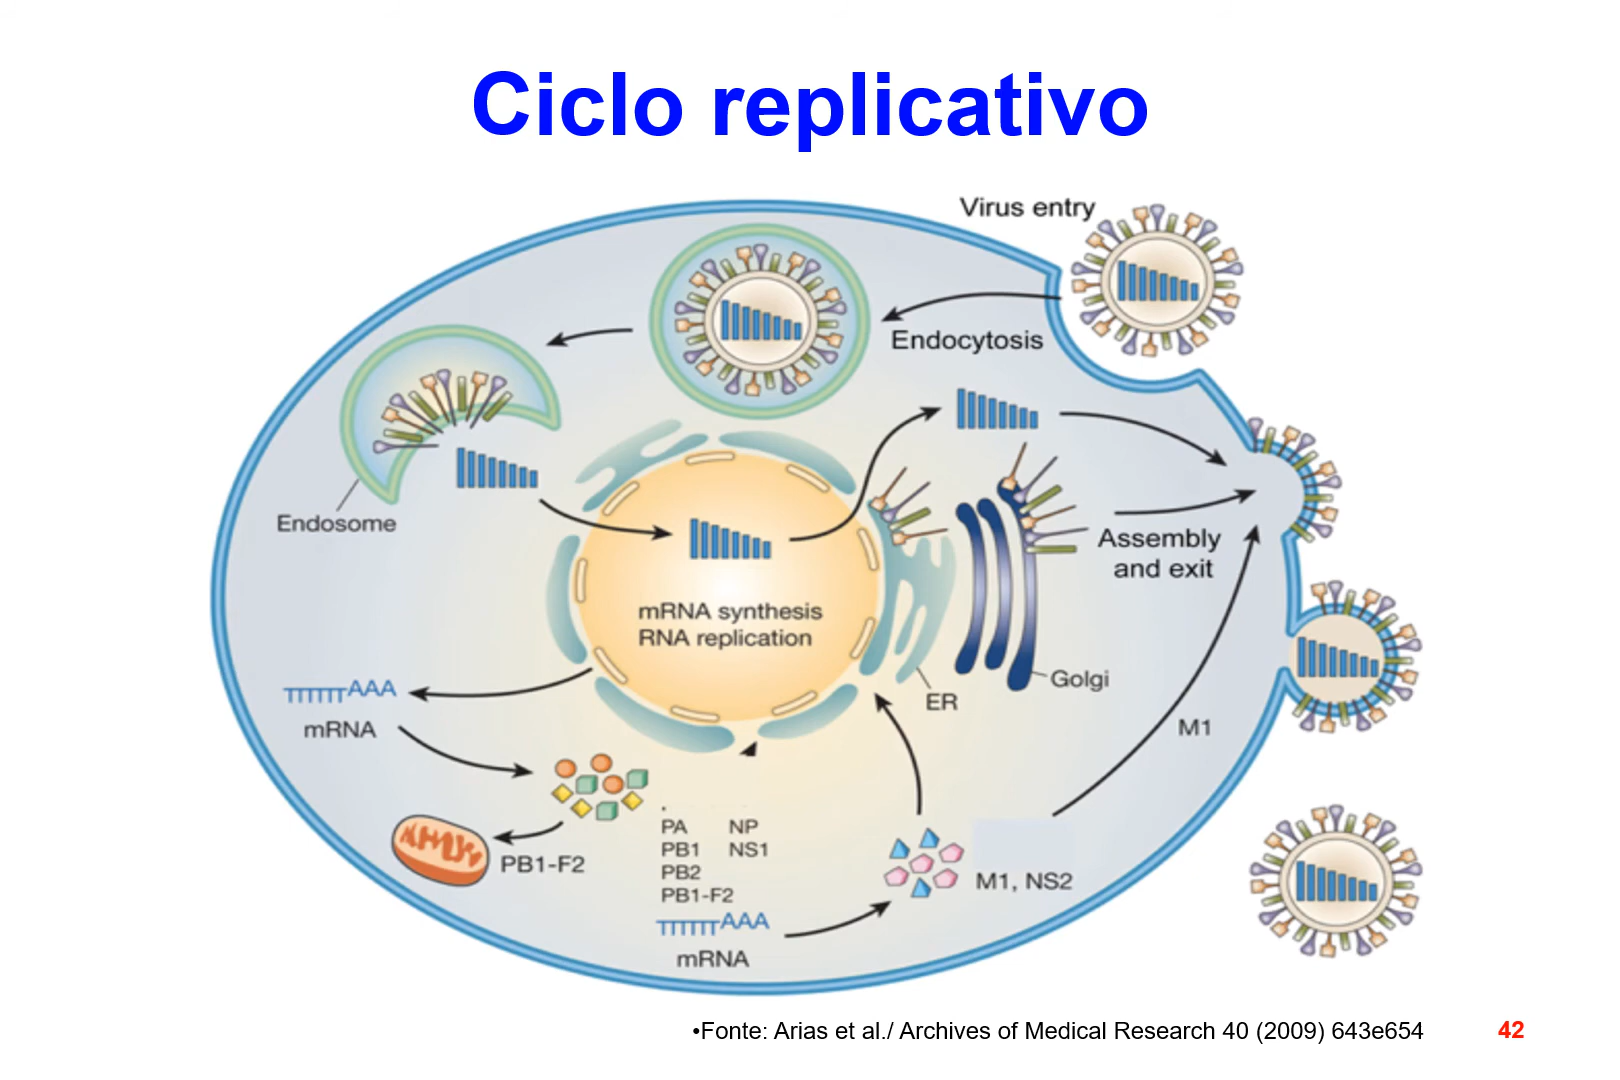 Ciclo replicativo
Virus entry
Endocytosis
Endosome
mRNA synthesis
RNA replication
Assembly
and exit
Golgi
ER
AAA
mRNA
M1
PB1-F2
PA NP
PB1 NS1
PB2
PB1-F2
AAA
mRNA
M1, NS2
•Fonte: Arias et al./ Archives of Medical Research 40 (2009) 643e654
42